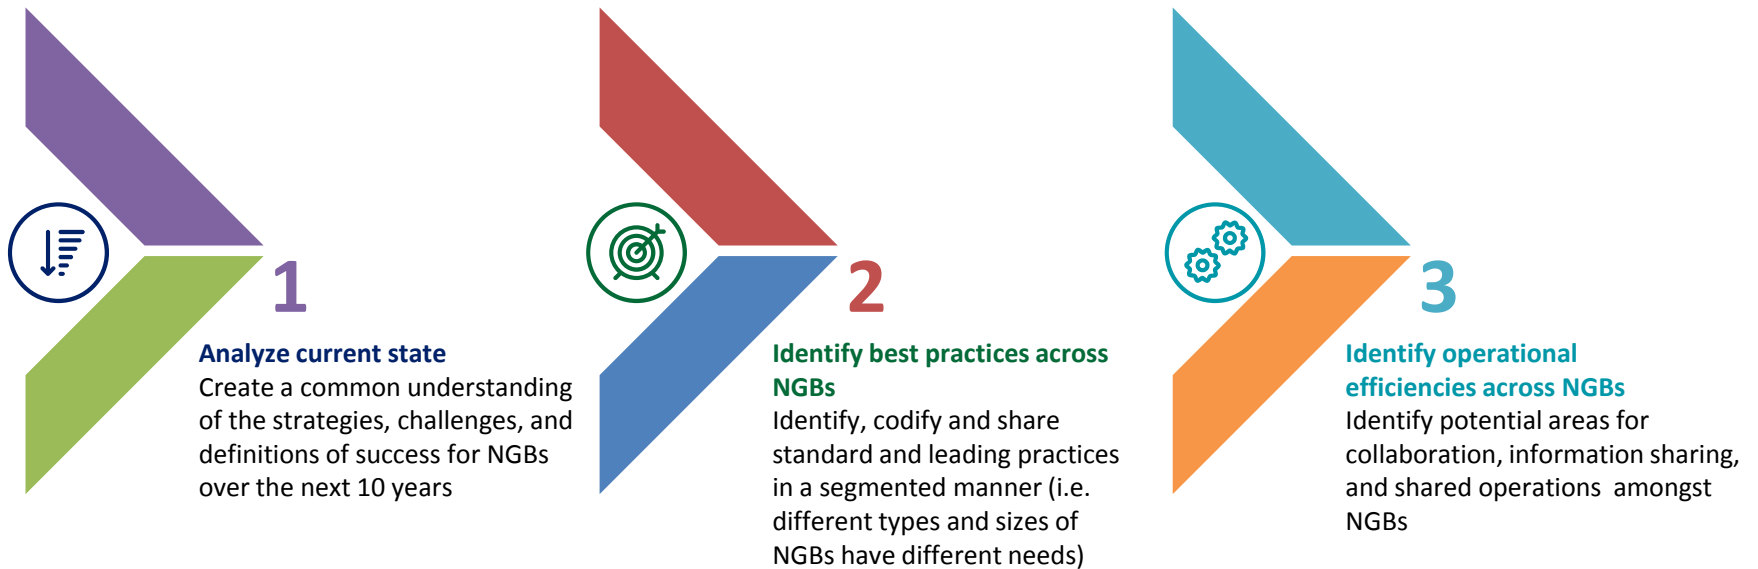 1
Analyze current state
Create a common understanding
of the strategies, challenges, and
definitions of success for NGBs
over the next 10 years
2
Identify best practices across
NGBs
Identify, codify and share
standard and leading practices
in a segmented manner (i.e.
different types and sizes of
NGBs have different needs)
3
Identify operational
efficiencies across NGBs
Identify potential areas for
collaboration, information sharing,
and shared operations  amongst
NGBs